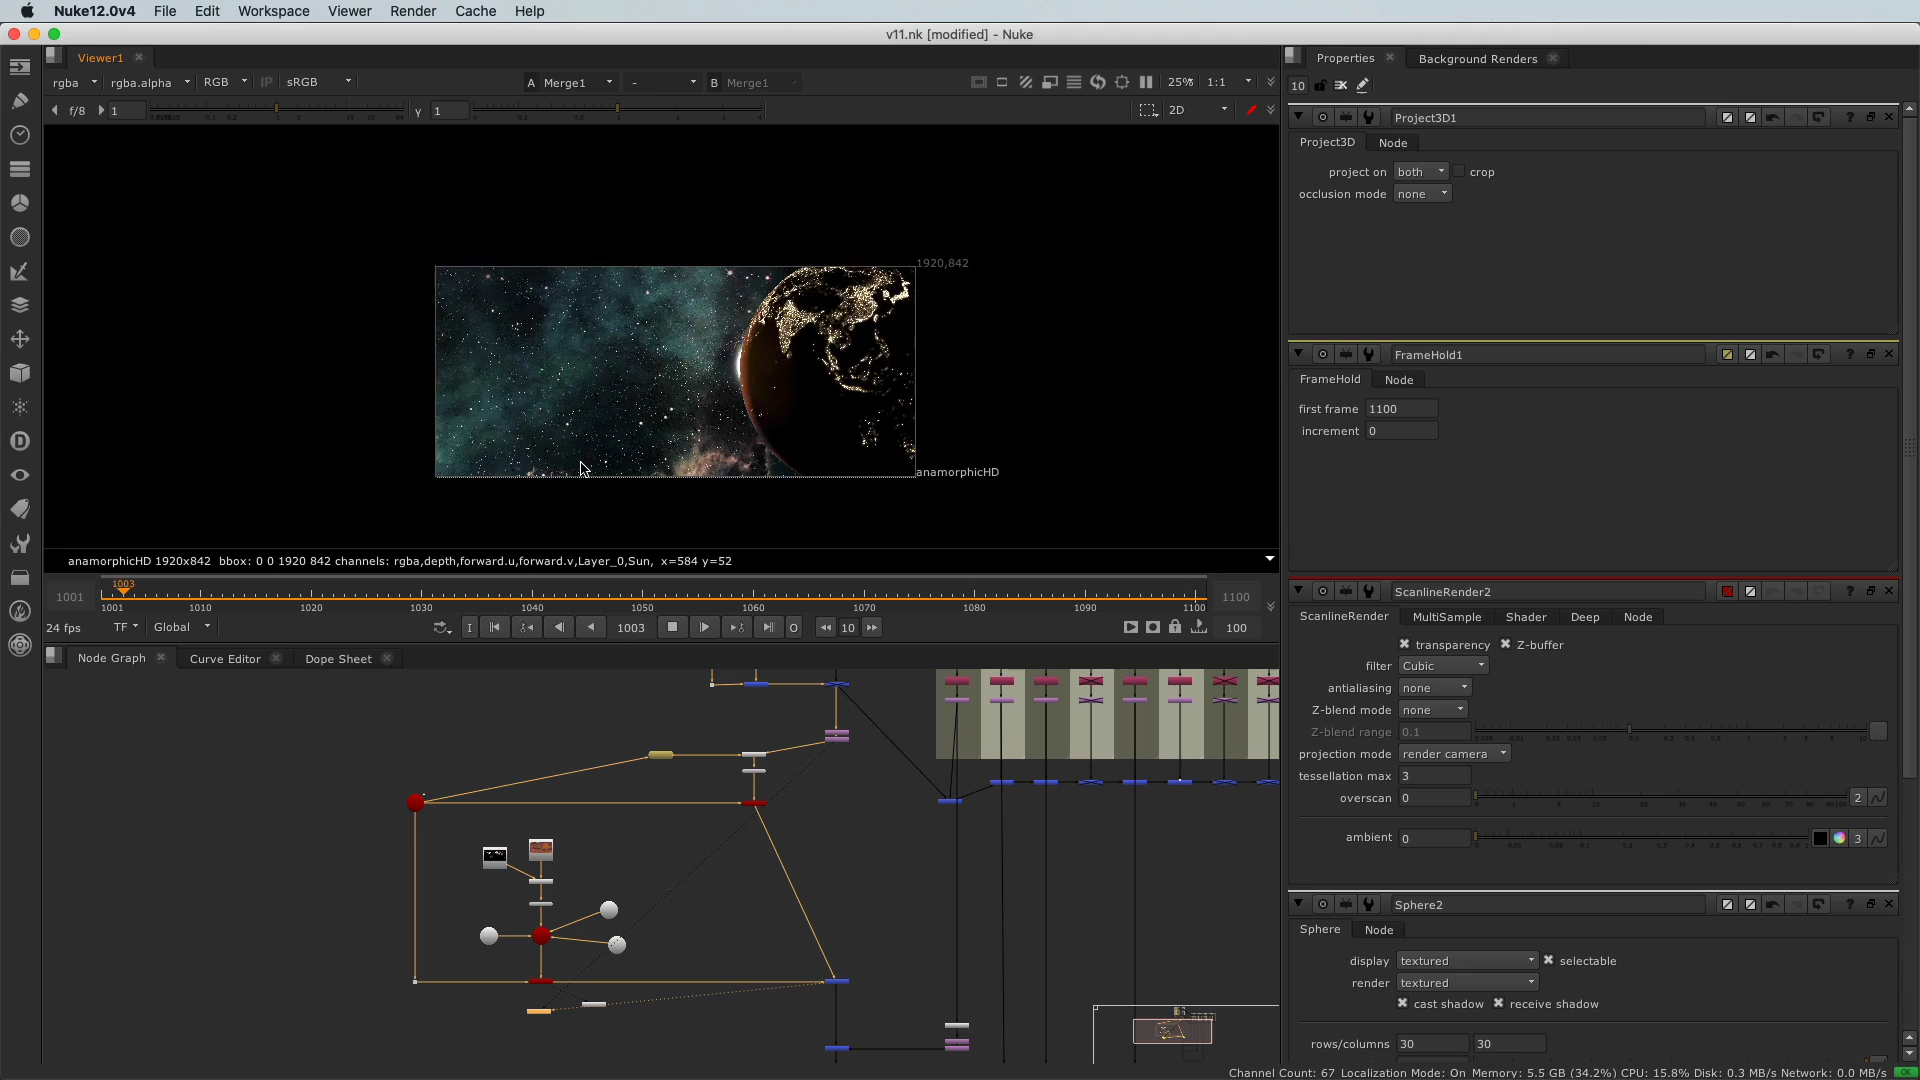 Nuke12.0v4 File Edit Workspace Viewer Render Cache Help
v11.nk [modified] - Nuke
Viewer1
rgba rgba.alpha RGB IP sRGB A Merge1 - B Merge1 25% 1:1
f/8 1 y 1 2D
1920,842
anamorphicHD
anamorphicHD 1920x842 bbox: 0 0 1920 842 channels: rgba,depth,forward.u,forward.v,Layer_0,Sun, x=584 y=52
1003
1001 1100
1001 1010 1020 1030 1040 1050 1060 1070 1080 1090 1100
24 fps TF Global I 1003 O 10 100
Node Graph Curve Editor Dope Sheet
Properties Background Renders
10
Project3D1
Project3D Node
project on both crop
occlusion mode none
FrameHold1
FrameHold Node
first frame 1100
increment 0
ScanlineRender2
ScanlineRender MultiSample Shader Deep Node
transparency Z-buffer
filter Cubic
antialiasing none
Z-blend mode none
Z-blend range 0.1
projection mode render camera
tessellation max 3
overscan 0 2
ambient 0 3
Sphere2
Sphere Node
display textured selectable
render textured
cast shadow receive shadow
rows/columns 30 30
Channel Count: 67 Localization Mode: On Memory: 5.5 GB (34.2%) CPU: 15.8% Disk: 0.3 MB/s Network: 0.0 MB/s OK